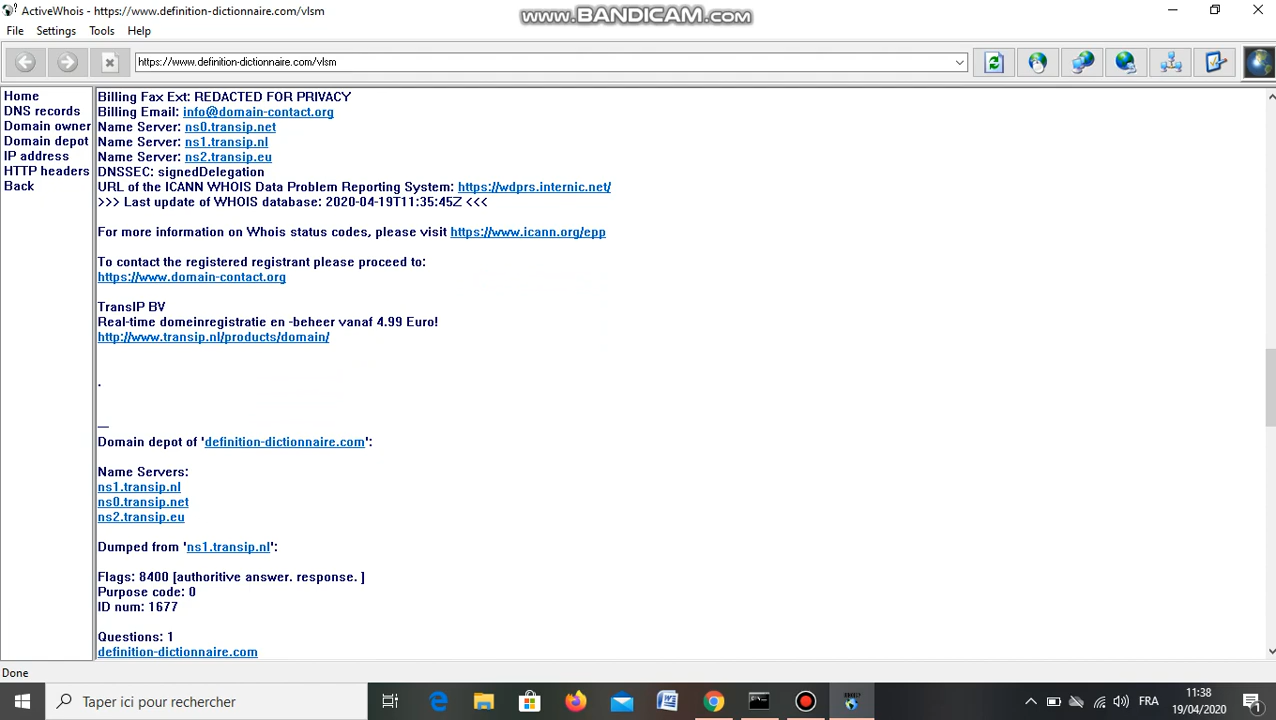 ActiveWhois - https://www.definition-dictionnaire.com/vlsm
www.BANDICAM.com
File Settings Tools Help
https://www.definition-dictionnaire.com/vlsm
Home
DNS records
Domain owner
Domain depot
IP address
HTTP headers
Back
Billing Fax Ext: REDACTED FOR PRIVACY
Billing Email: info@domain-contact.org
Name Server: ns0.transip.net
Name Server: ns1.transip.nl
Name Server: ns2.transip.eu
DNSSEC: signedDelegation
URL of the ICANN WHOIS Data Problem Reporting System: https://wdprs.internic.net/
>>> Last update of WHOIS database: 2020-04-19T11:35:45Z <<<
For more information on Whois status codes, please visit https://www.icann.org/epp
To contact the registered registrant please proceed to:
https://www.domain-contact.org
TransIP BV
Real-time domeinregistratie en -beheer vanaf 4.99 Euro!
http://www.transip.nl/products/domain/
.
__
Domain depot of 'definition-dictionnaire.com':
Name Servers:
ns1.transip.nl
ns0.transip.net
ns2.transip.eu
Dumped from 'ns1.transip.nl':
Flags: 8400 [authoritive answer. response. ]
Purpose code: 0
ID num: 1677
Questions: 1
definition-dictionnaire.com
Done
Taper ici pour rechercher
FRA
11:38
19/04/2020
1